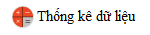 Thống kê dữ liệu